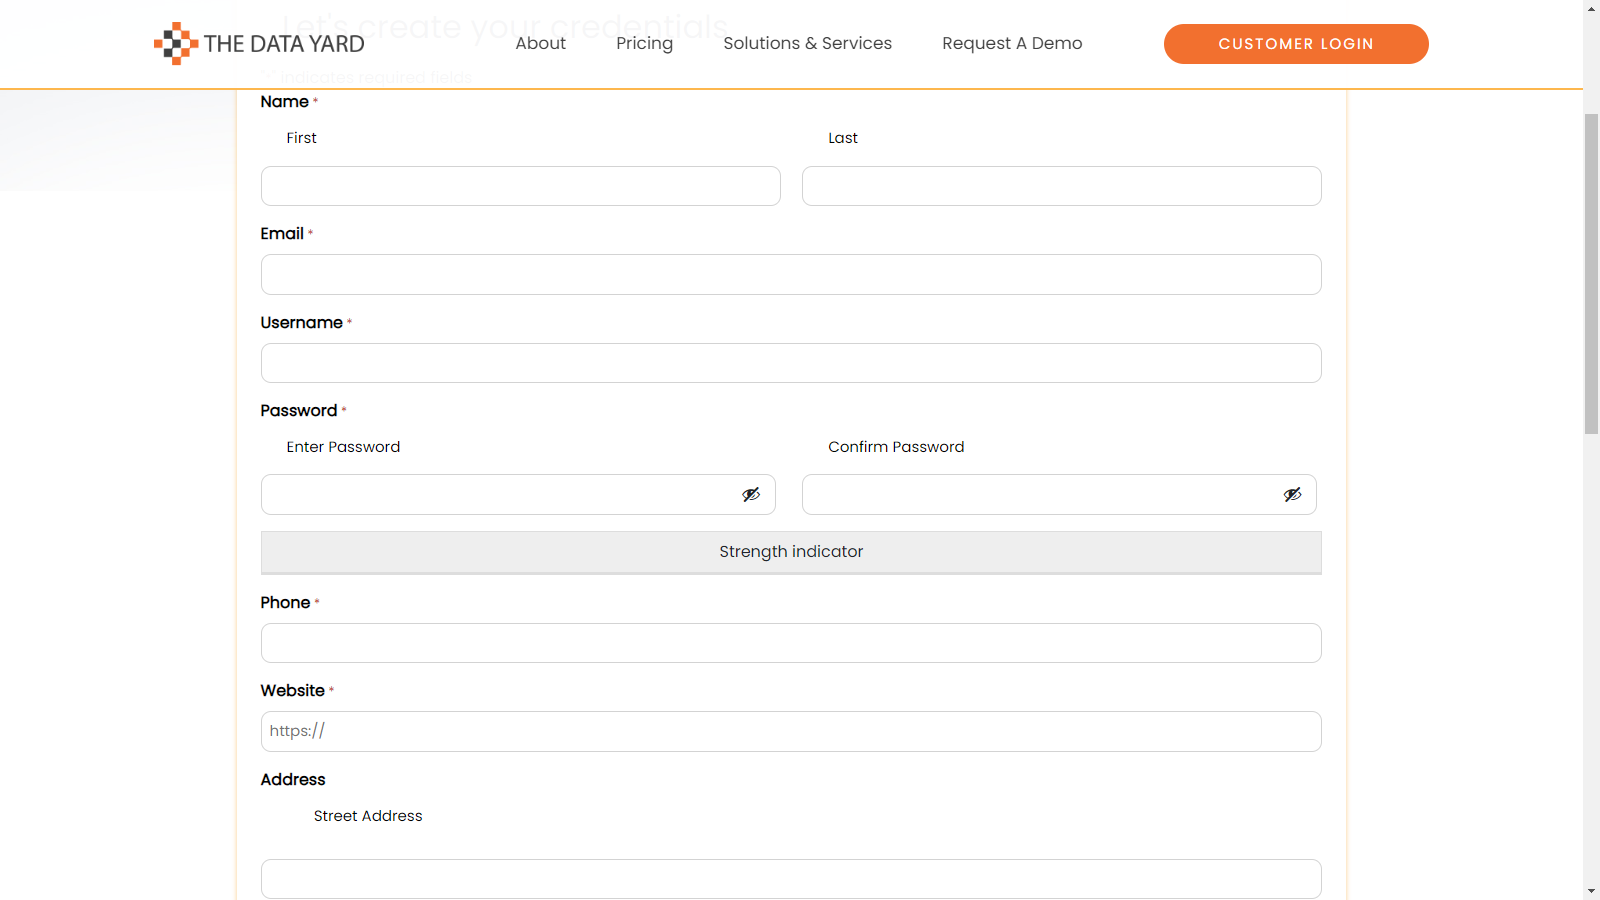 Let's create your credentials
THE DATA YARD
About
Pricing
Solutions & Services
Request A Demo
CUSTOMER LOGIN
"*" indicates required fields
Name *
First
Last
Email *
Username *
Password *
Enter Password
Confirm Password
Strength indicator
Phone *
Website *
https://
Address
Street Address